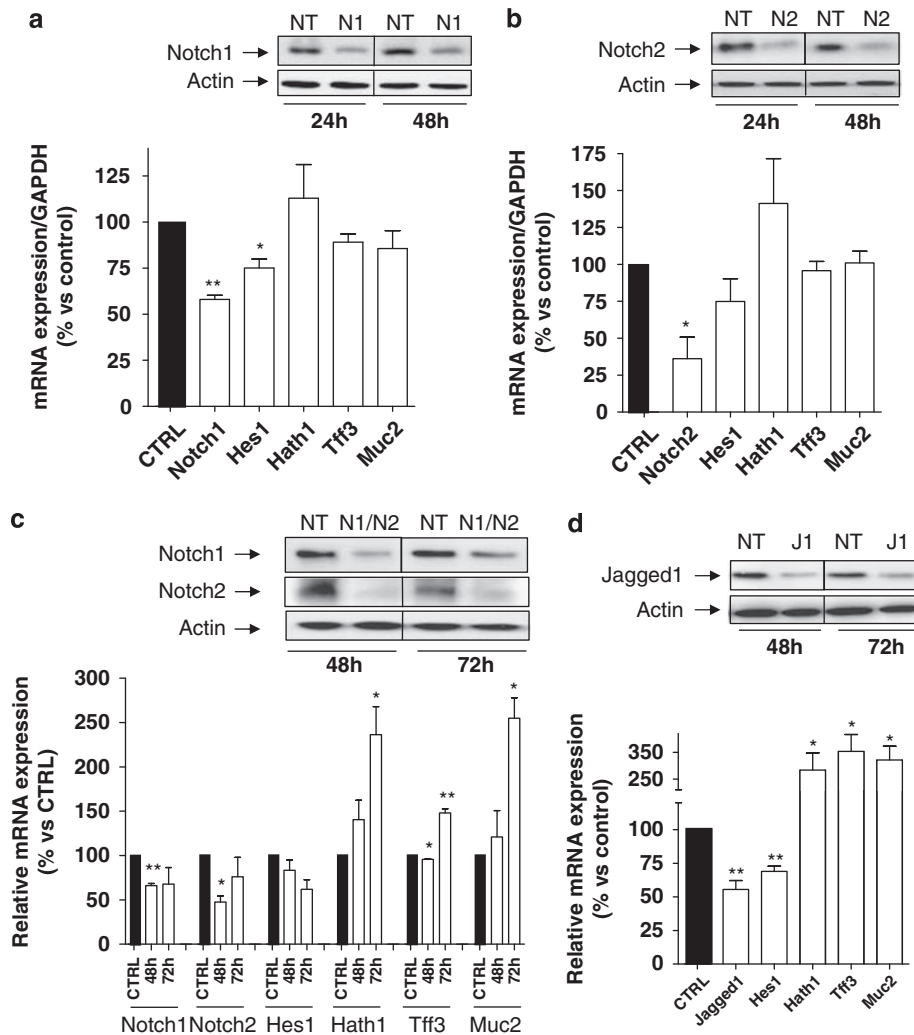 a
NT N1 NT N1
Notch1
Actin
24h 48h
mRNA expression/GAPDH
(% vs control)
125
100
75
50
25
0
**
*
CTRL
Notch1
Hes1
Hath1
Tff3
Muc2
b
NT N2 NT N2
Notch2
Actin
24h 48h
mRNA expression/GAPDH
(% vs control)
175
150
125
100
75
50
25
0
*
CTRL
Notch2
Hes1
Hath1
Tff3
Muc2
c
NT N1/N2 NT N1/N2
Notch1
Notch2
Actin
48h 72h
Relative mRNA expression
(% vs CTRL)
300
250
200
150
100
50
0
** * * * ** *
CTRL 48h 72h CTRL 48h 72h CTRL 48h 72h CTRL 48h 72h CTRL 48h 72h CTRL 48h 72h
Notch1 Notch2 Hes1 Hath1 Tff3 Muc2
d
NT J1 NT J1
Jagged1
Actin
48h 72h
Relative mRNA expression
(% vs control)
350
250
100
75
50
25
0
** ** * * *
CTRL
Jagged1
Hes1
Hath1
Tff3
Muc2